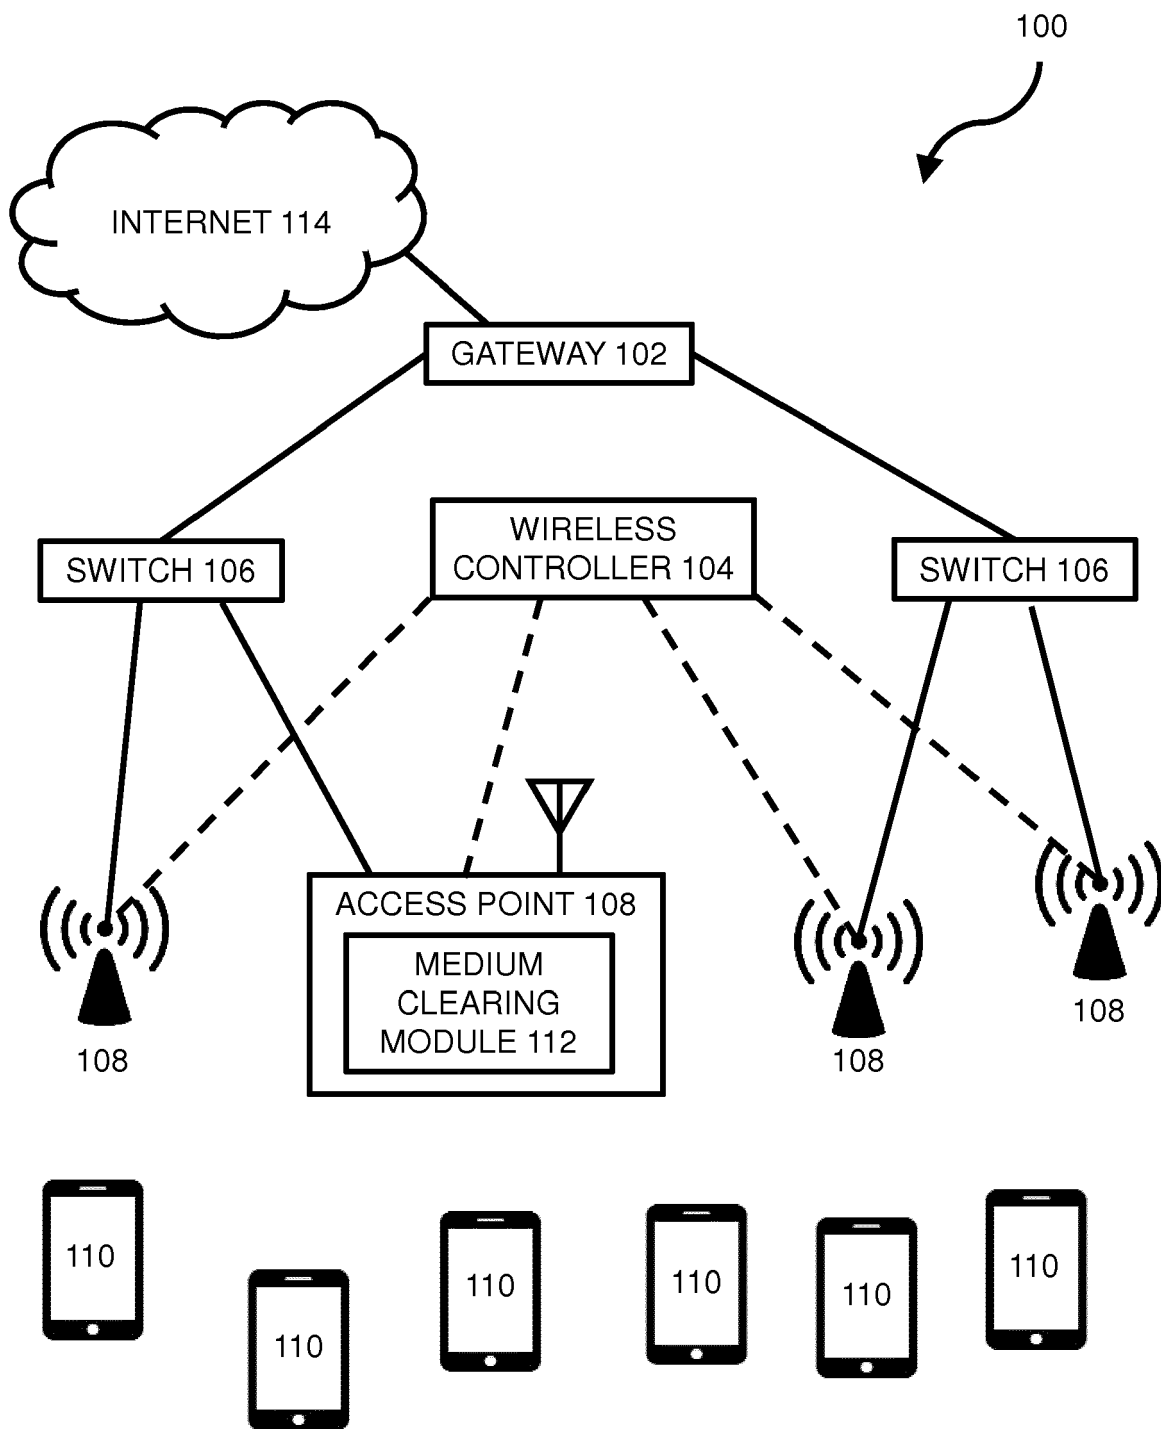 100
INTERNET 114
GATEWAY 102
WIRELESS
CONTROLLER 104
SWITCH 106
SWITCH 106
ACCESS POINT 108
MEDIUM
CLEARING
MODULE 112
108
108
108
110
110
110
110
110
110